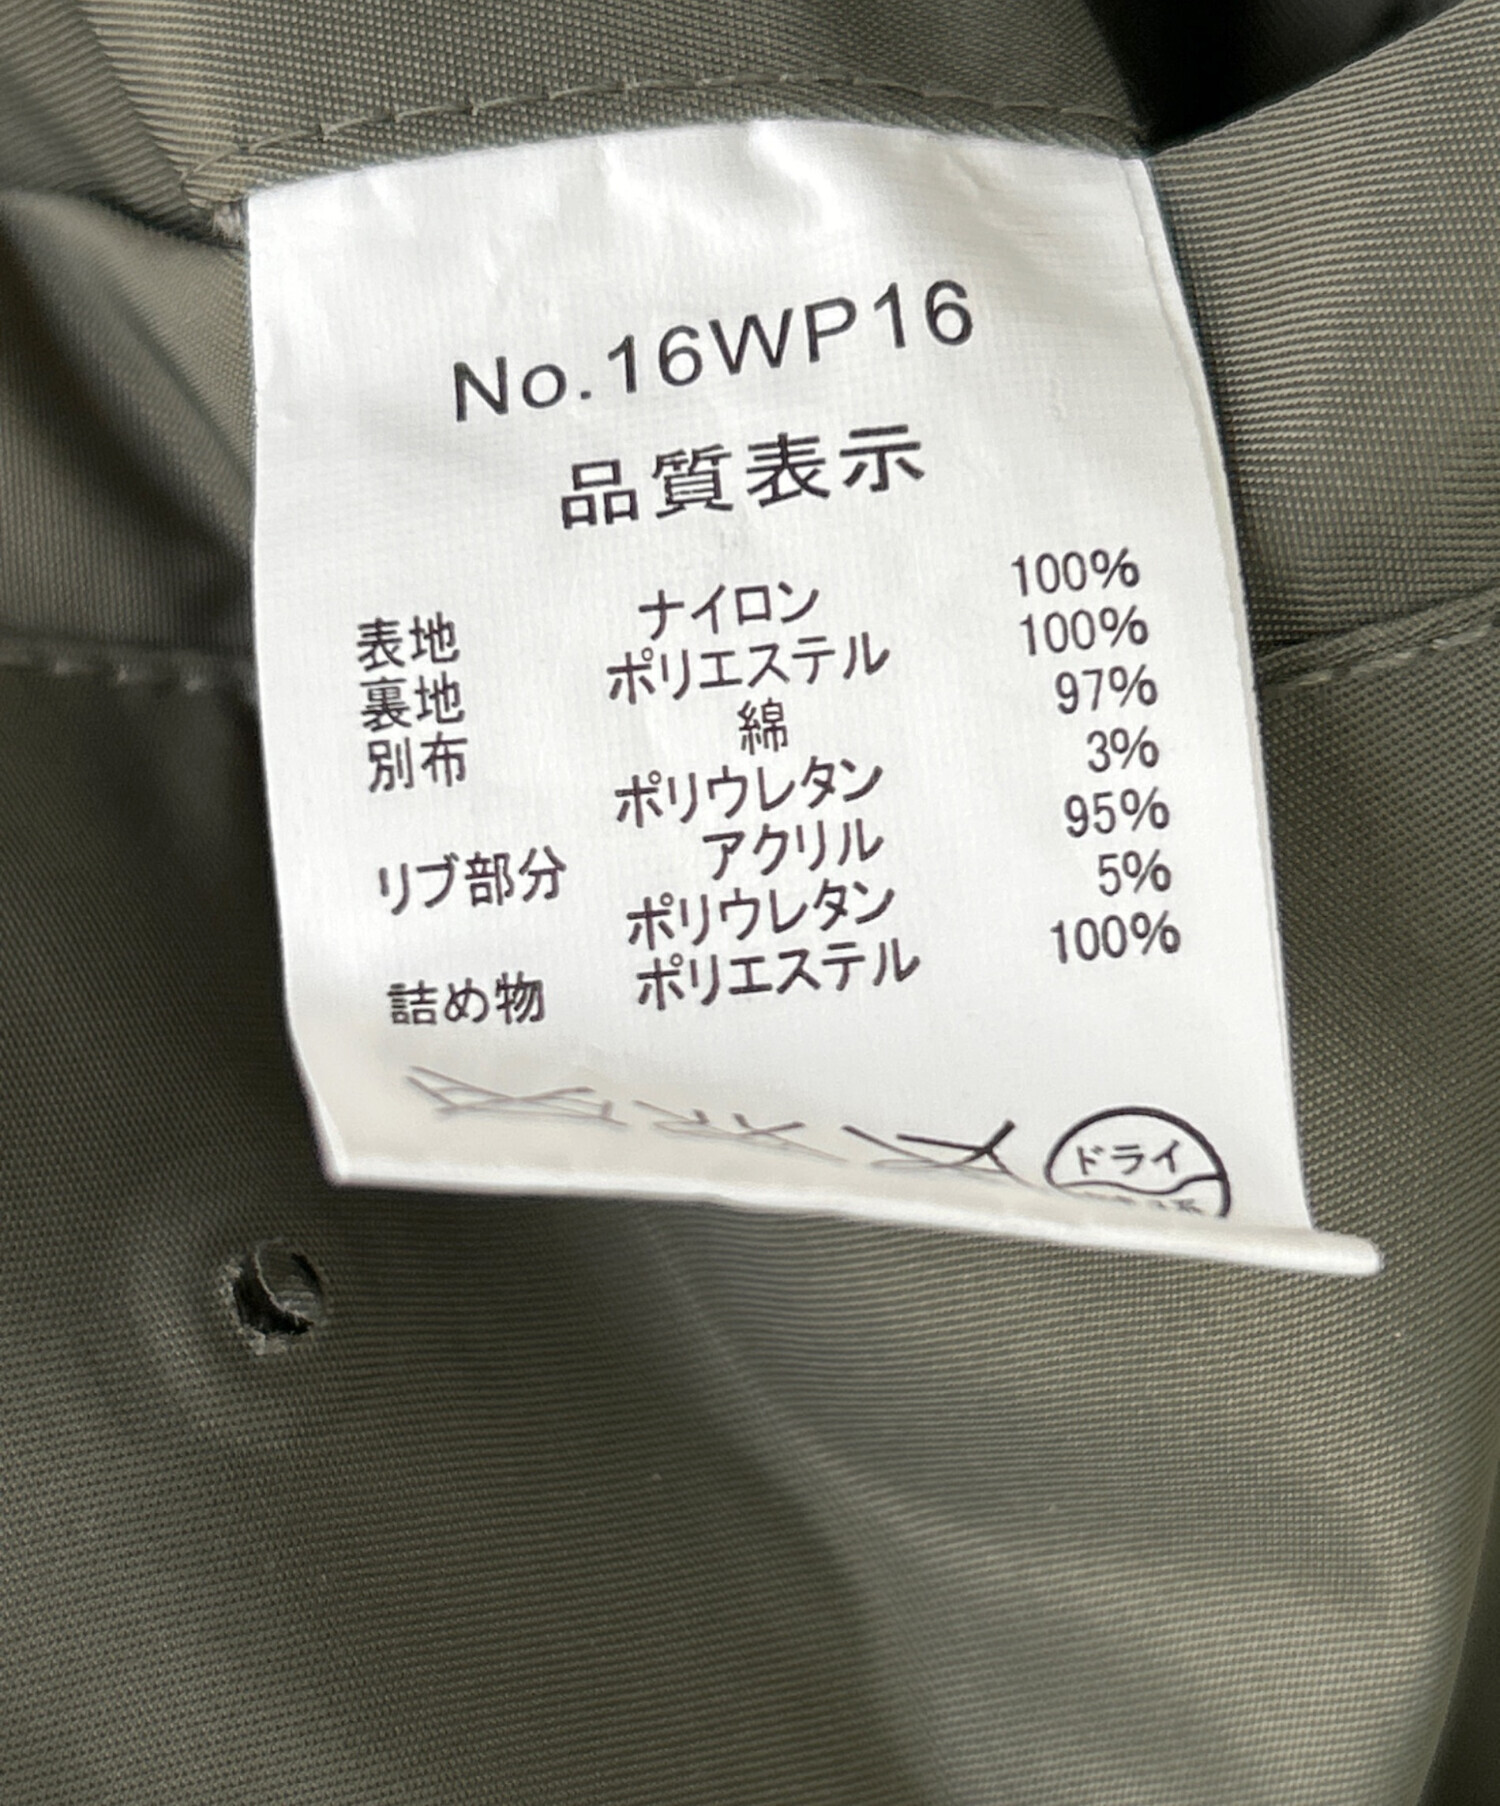 No.16WP16
品質表示
表地 ナイロン 100%
裏地 ポリエステル 100%
別布 綿 97%
ポリウレタン 3%
リブ部分 アクリル 95%
ポリウレタン 5%
詰め物 ポリエステル 100%
ドライ